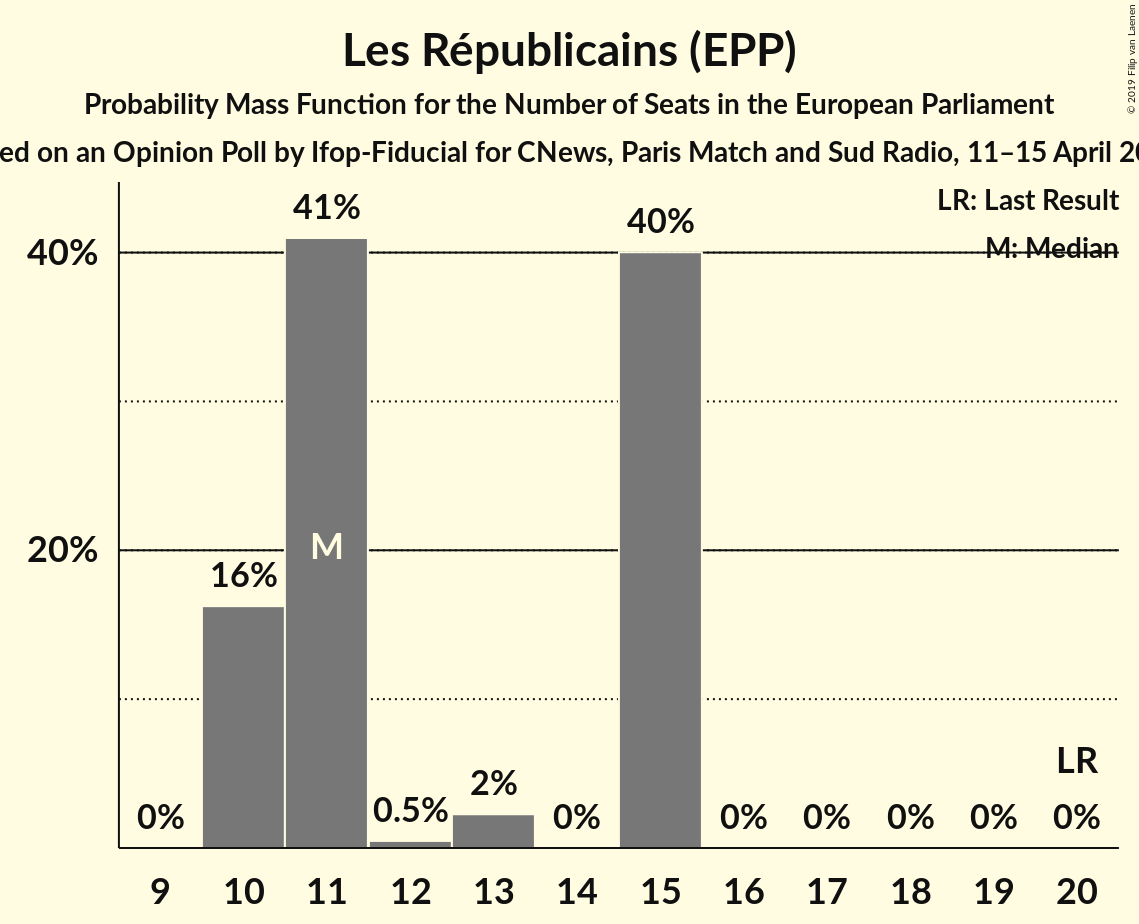 Les Républicains (EPP)
Probability Mass Function for the Number of Seats in the European Parliament
ed on an Opinion Poll by Ifop-Fiducial for CNews, Paris Match and Sud Radio, 11–15 April 20
© 2019 Filip van Laenen
LR: Last Result
M: Median
40%
20%
41%
40%
16%
M
0%
0.5%
2%
0%
0%
0%
0%
0%
LR
0%
9 10 11 12 13 14 15 16 17 18 19 20